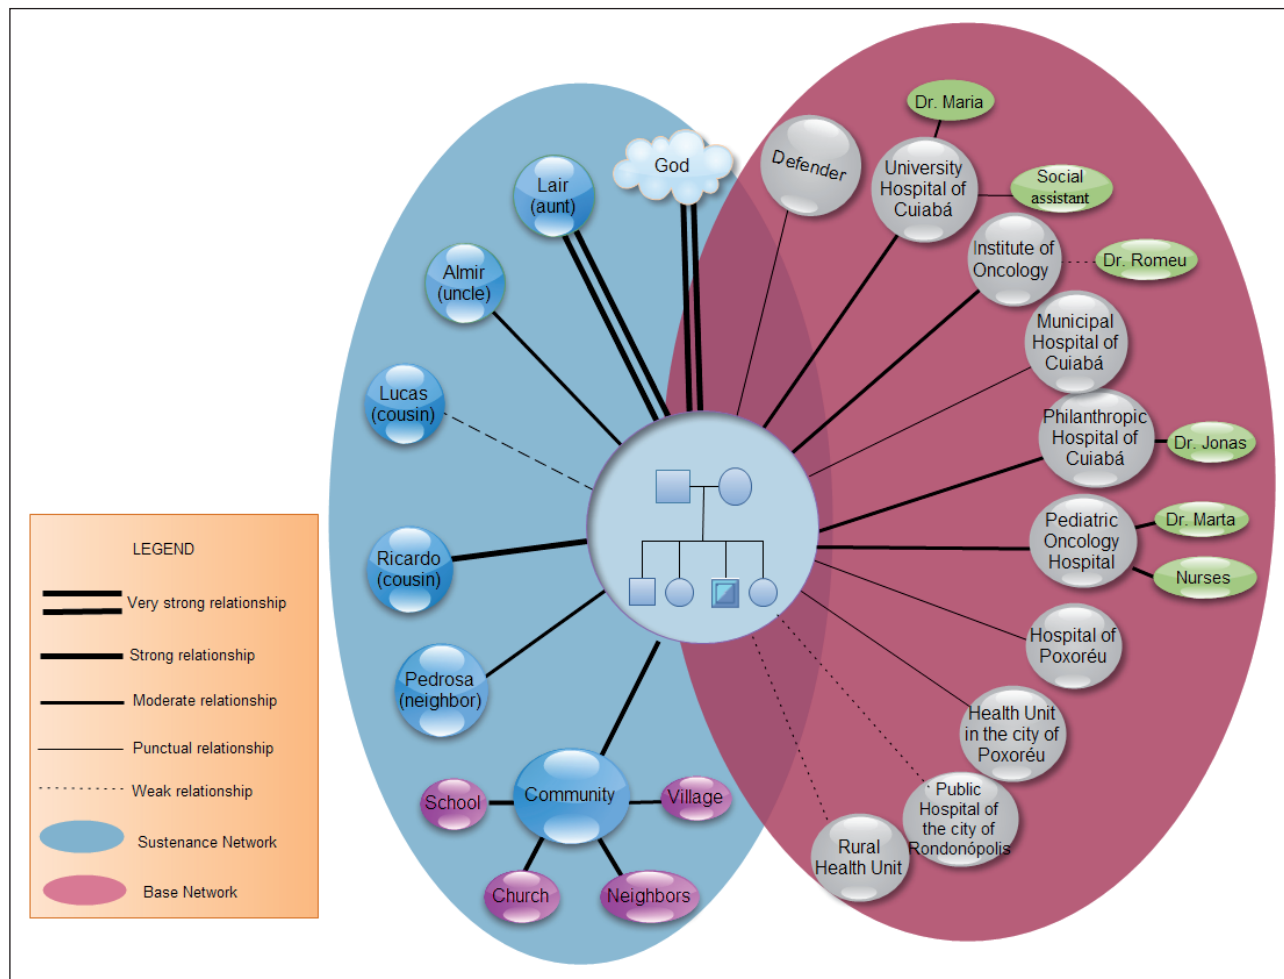 God
Lair
(aunt)
Almir
(uncle)
Lucas
(cousin)
Ricardo
(cousin)
Pedrosa
(neighbor)
Community
School
Village
Church
Neighbors
Defender
Dr. Maria
University
Hospital of
Cuiabá
Social
assistant
Institute of
Oncology
Dr. Romeu
Municipal
Hospital of
Cuiabá
Philanthropic
Hospital of
Cuiabá
Dr. Jonas
Pediatric
Oncology
Hospital
Dr. Marta
Nurses
Hospital of
Poxoréu
Health Unit
in the city of
Poxoréu
Public
Hospital of
the city of
Rondonópolis
Rural
Health Unit
LEGEND
Very strong relationship
Strong relationship
Moderate relationship
Punctual relationship
Weak relationship
Sustenance Network
Base Network